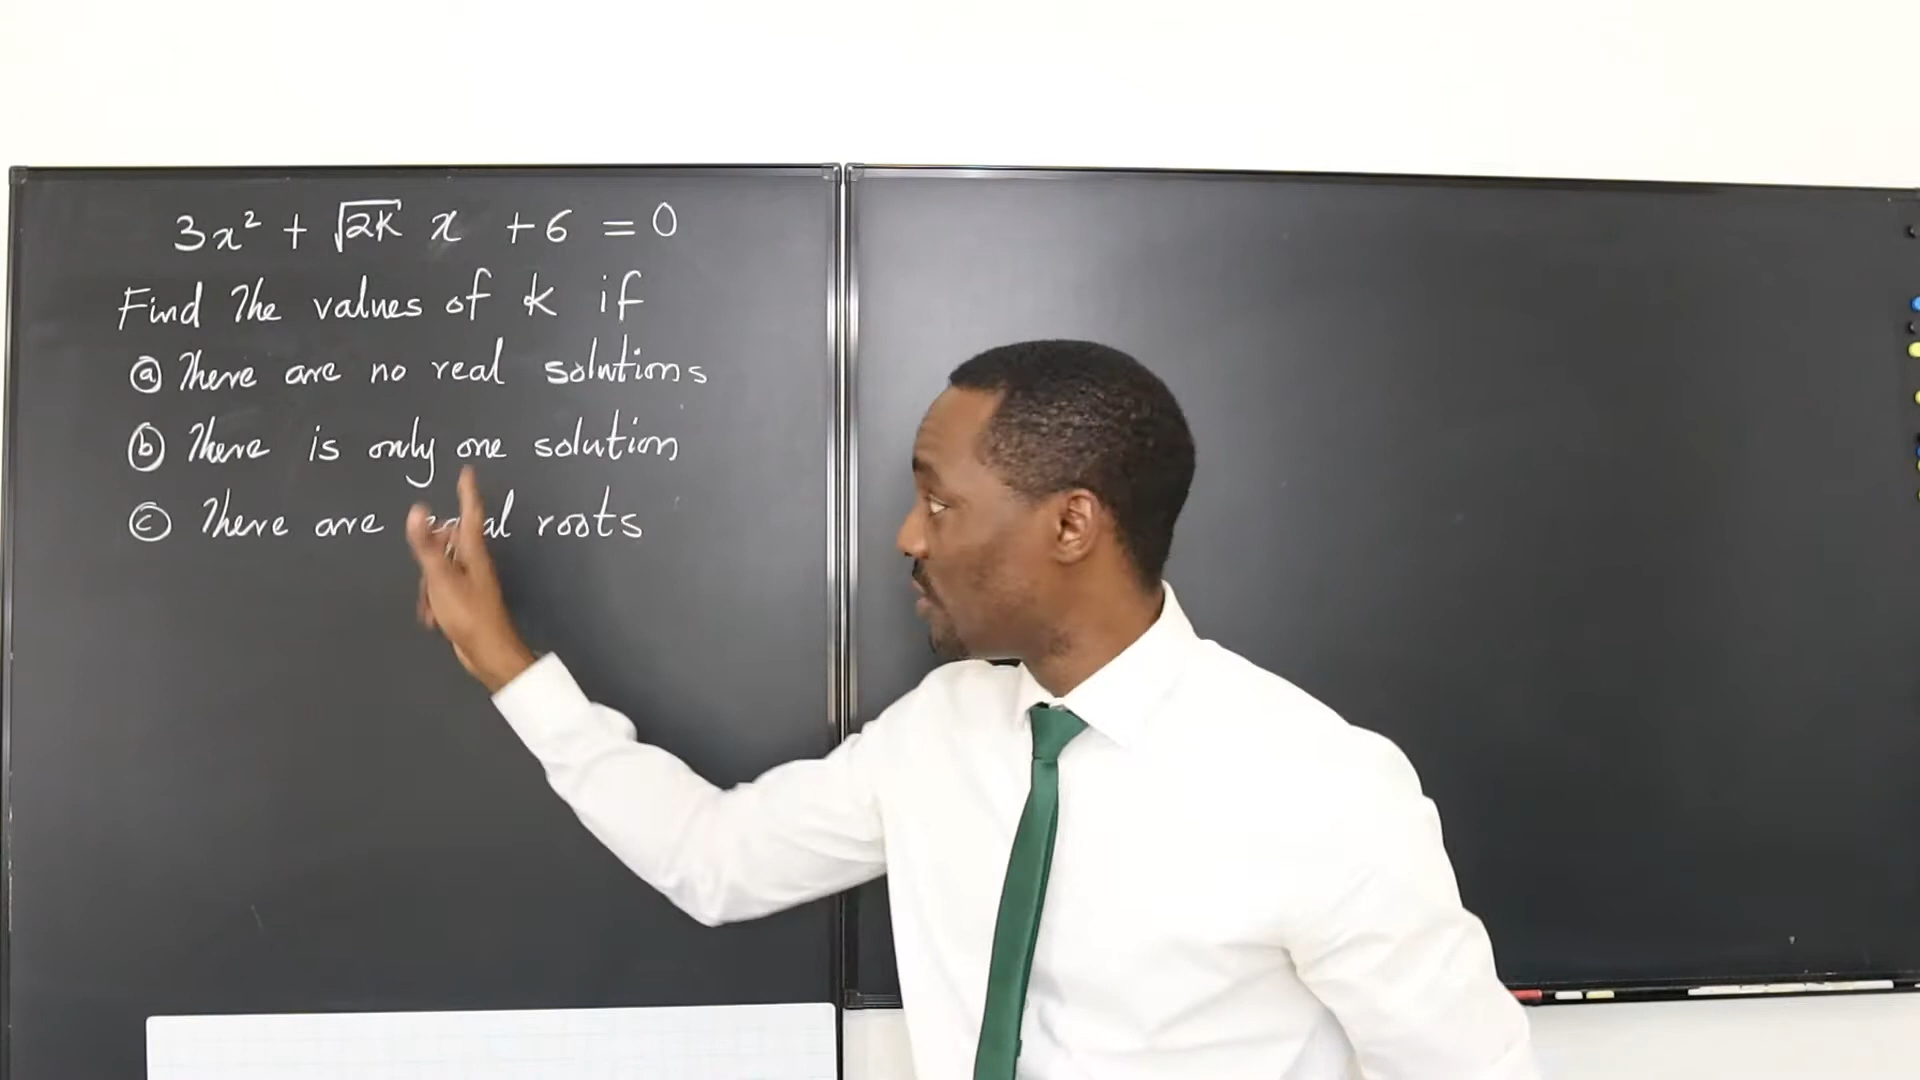 3x² + √2K x + 6 = 0
Find The values of K if
ⓐ There are no real solutions
ⓑ There is only one solution
ⓒ There are roots